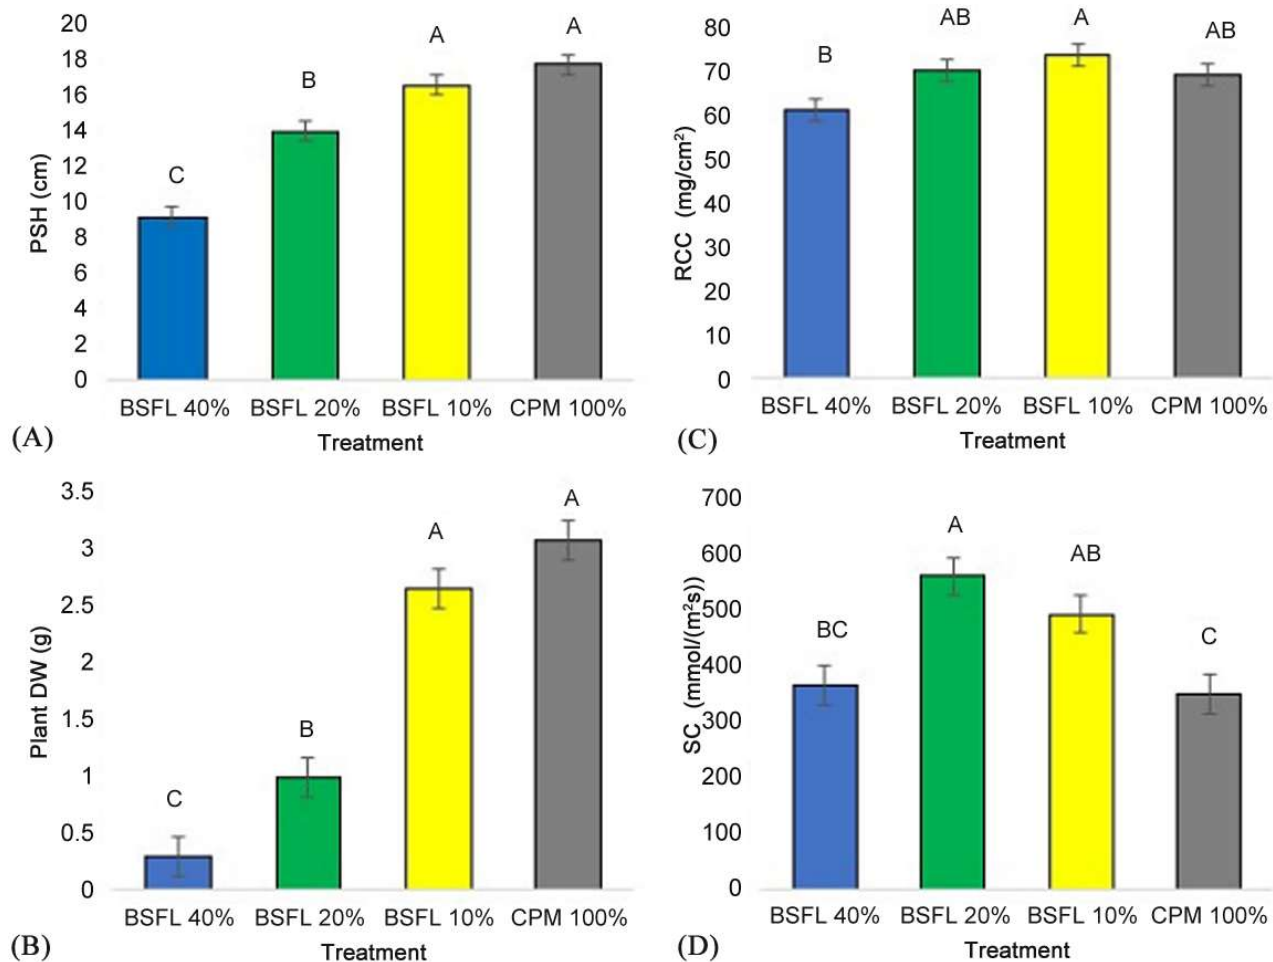 20
18
16
14
12
10
8
6
4
2
0
PSH (cm)
C
B
A
A
BSFL 40% BSFL 20% BSFL 10% CPM 100%
Treatment
(A)
80
70
60
50
40
30
20
10
0
RCC (mg/cm²)
B
AB
A
AB
BSFL 40% BSFL 20% BSFL 10% CPM 100%
Treatment
(C)
3.5
3
2.5
2
1.5
1
0.5
0
Plant DW (g)
C
B
A
A
BSFL 40% BSFL 20% BSFL 10% CPM 100%
Treatment
(B)
700
600
500
400
300
200
100
0
SC (mmol/(m²s))
BC
A
AB
C
BSFL 40% BSFL 20% BSFL 10% CPM 100%
Treatment
(D)